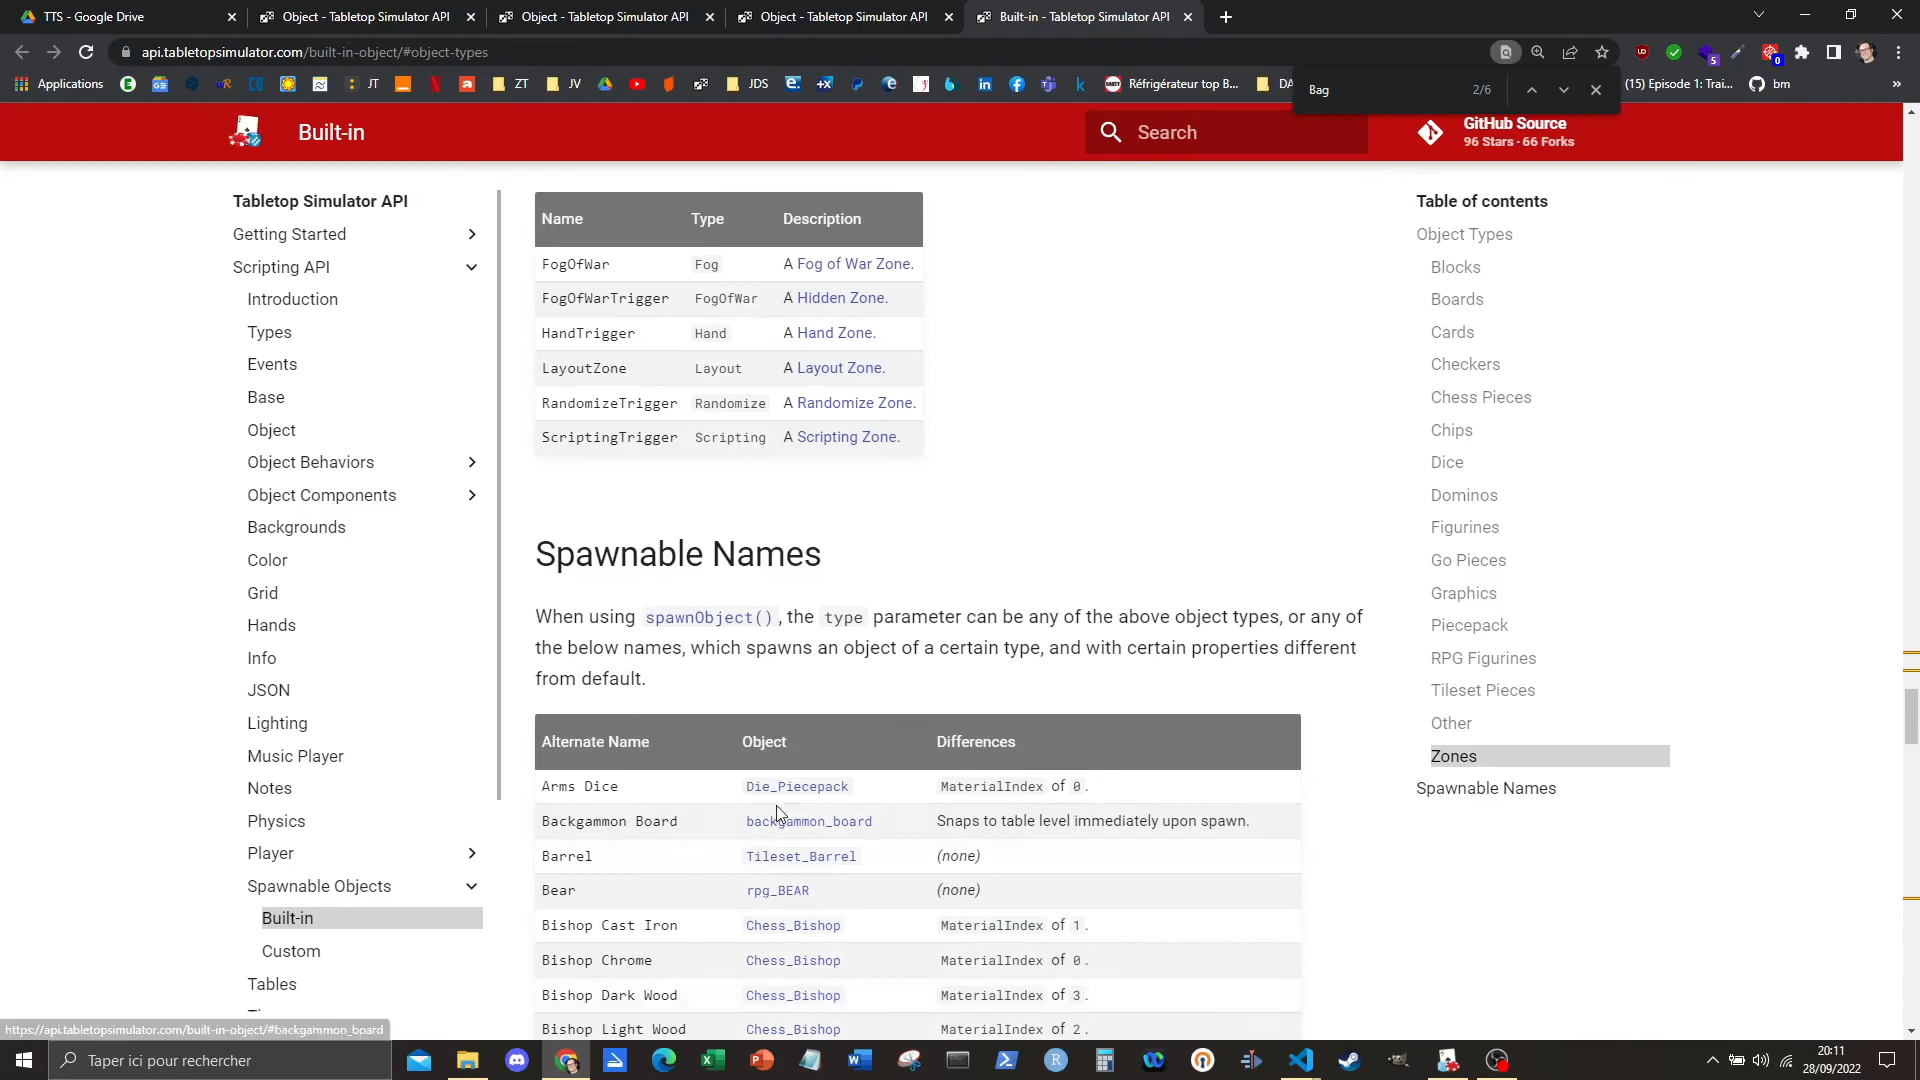 TTS - Google Drive
Object - Tabletop Simulator API
Object - Tabletop Simulator API
Object - Tabletop Simulator API
Built-in - Tabletop Simulator API
api.tabletopsimulator.com/built-in-object/#object-types
Applications
JT
ZT
JV
JDS
Réfrigérateur top B...
DA
(15) Episode 1: Trai...
bm
Bag
2/6
Built-in
Search
GitHub Source
96 Stars · 66 Forks
Tabletop Simulator API
Getting Started
Scripting API
Introduction
Types
Events
Base
Object
Object Behaviors
Object Components
Backgrounds
Color
Grid
Hands
Info
JSON
Lighting
Music Player
Notes
Physics
Player
Spawnable Objects
Built-in
Custom
Tables
Name Type Description
FogOfWar Fog A Fog of War Zone.
FogOfWarTrigger FogOfWar A Hidden Zone.
HandTrigger Hand A Hand Zone.
LayoutZone Layout A Layout Zone.
RandomizeTrigger Randomize A Randomize Zone.
ScriptingTrigger Scripting A Scripting Zone.
Spawnable Names
When using spawnObject(), the type parameter can be any of the above object types, or any of
the below names, which spawns an object of a certain type, and with certain properties different
from default.
Alternate Name Object Differences
Arms Dice Die_Piecepack MaterialIndex of 0.
Backgammon Board backgammon_board Snaps to table level immediately upon spawn.
Barrel Tileset_Barrel (none)
Bear rpg_BEAR (none)
Bishop Cast Iron Chess_Bishop MaterialIndex of 1.
Bishop Chrome Chess_Bishop MaterialIndex of 0.
Bishop Dark Wood Chess_Bishop MaterialIndex of 3.
Bishop Light Wood Chess_Bishop MaterialIndex of 2.
Table of contents
Object Types
Blocks
Boards
Cards
Checkers
Chess Pieces
Chips
Dice
Dominos
Figurines
Go Pieces
Graphics
Piecepack
RPG Figurines
Tileset Pieces
Other
Zones
Spawnable Names
https://api.tabletopsimulator.com/built-in-object/#backgammon_board
Taper ici pour rechercher
20:11
28/09/2022